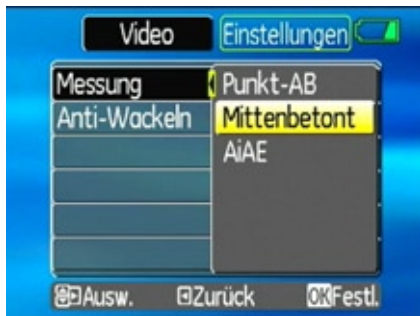 Video Einstellungen
Messung Punkt-AB
Anti-Wackeln Mittenbetont
AiAE
Ausw. Zurück OK Festl.